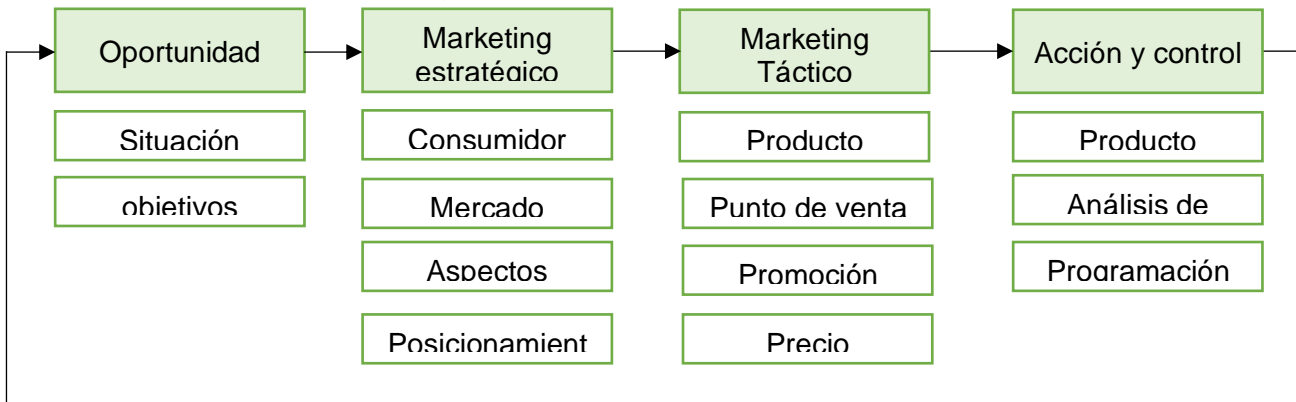 Oportunidad
Situación
objetivos
Marketing
estratégico
Consumidor
Mercado
Aspectos
Posicionamient
Marketing
Táctico
Producto
Punto de venta
Promoción
Precio
Acción y control
Producto
Análisis de
Programación